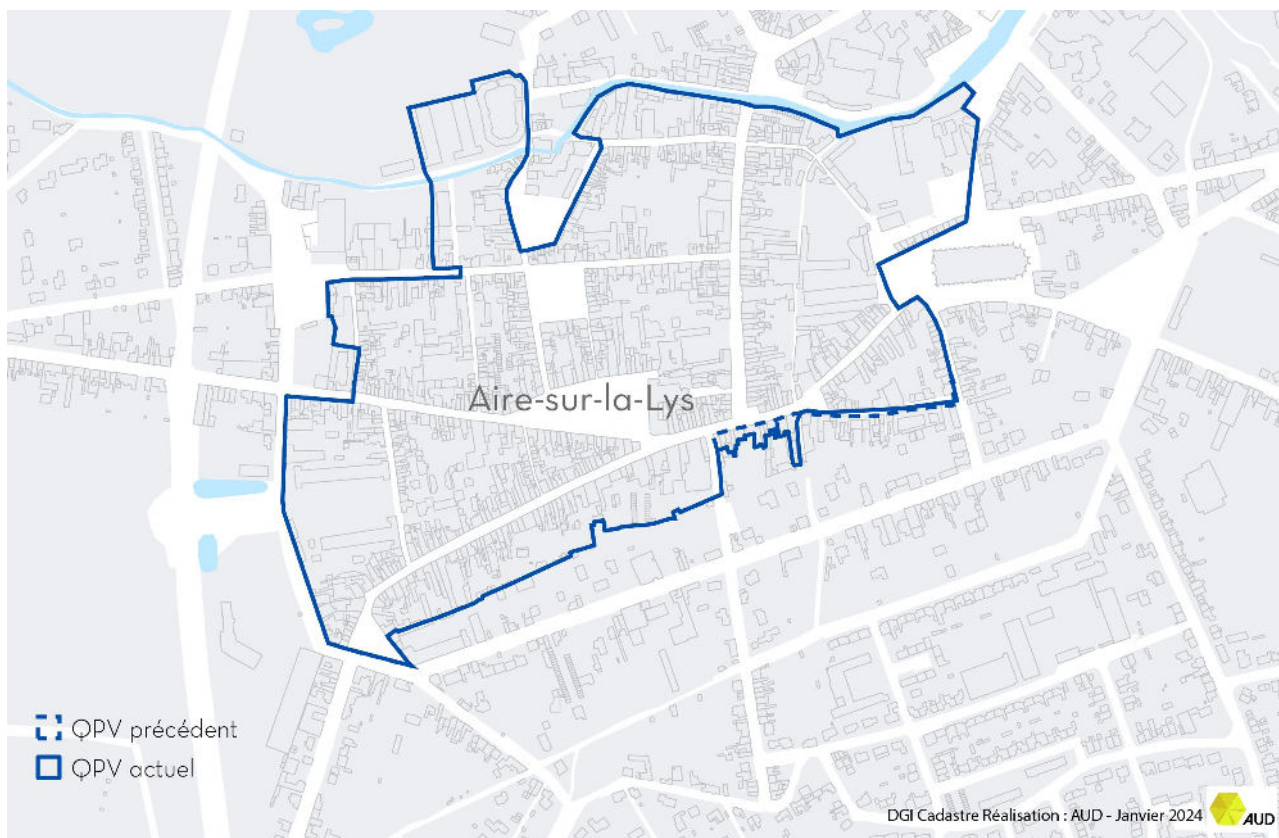 Aire-sur-la-Lys
QPV précédent
QPV actuel
DGI Cadastre Réalisation : AUD - Janvier 2024
AUD